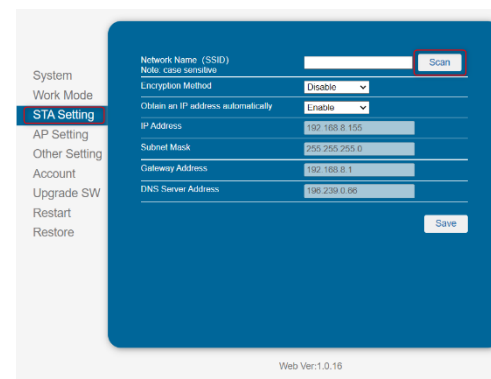 System
Work Mode
STA Setting
AP Setting
Other Setting
Account
Upgrade SW
Restart
Restore
Network Name (SSID)
Note: case sensitive
Scan
Encryption Method
Disable
Obtain an IP address automatically
Enable
IP Address
192.168.8.155
Subnet Mask
255.255.255.0
Gateway Address
192.168.8.1
DNS Server Address
196.239.0.66
Save
Web Ver:1.0.16